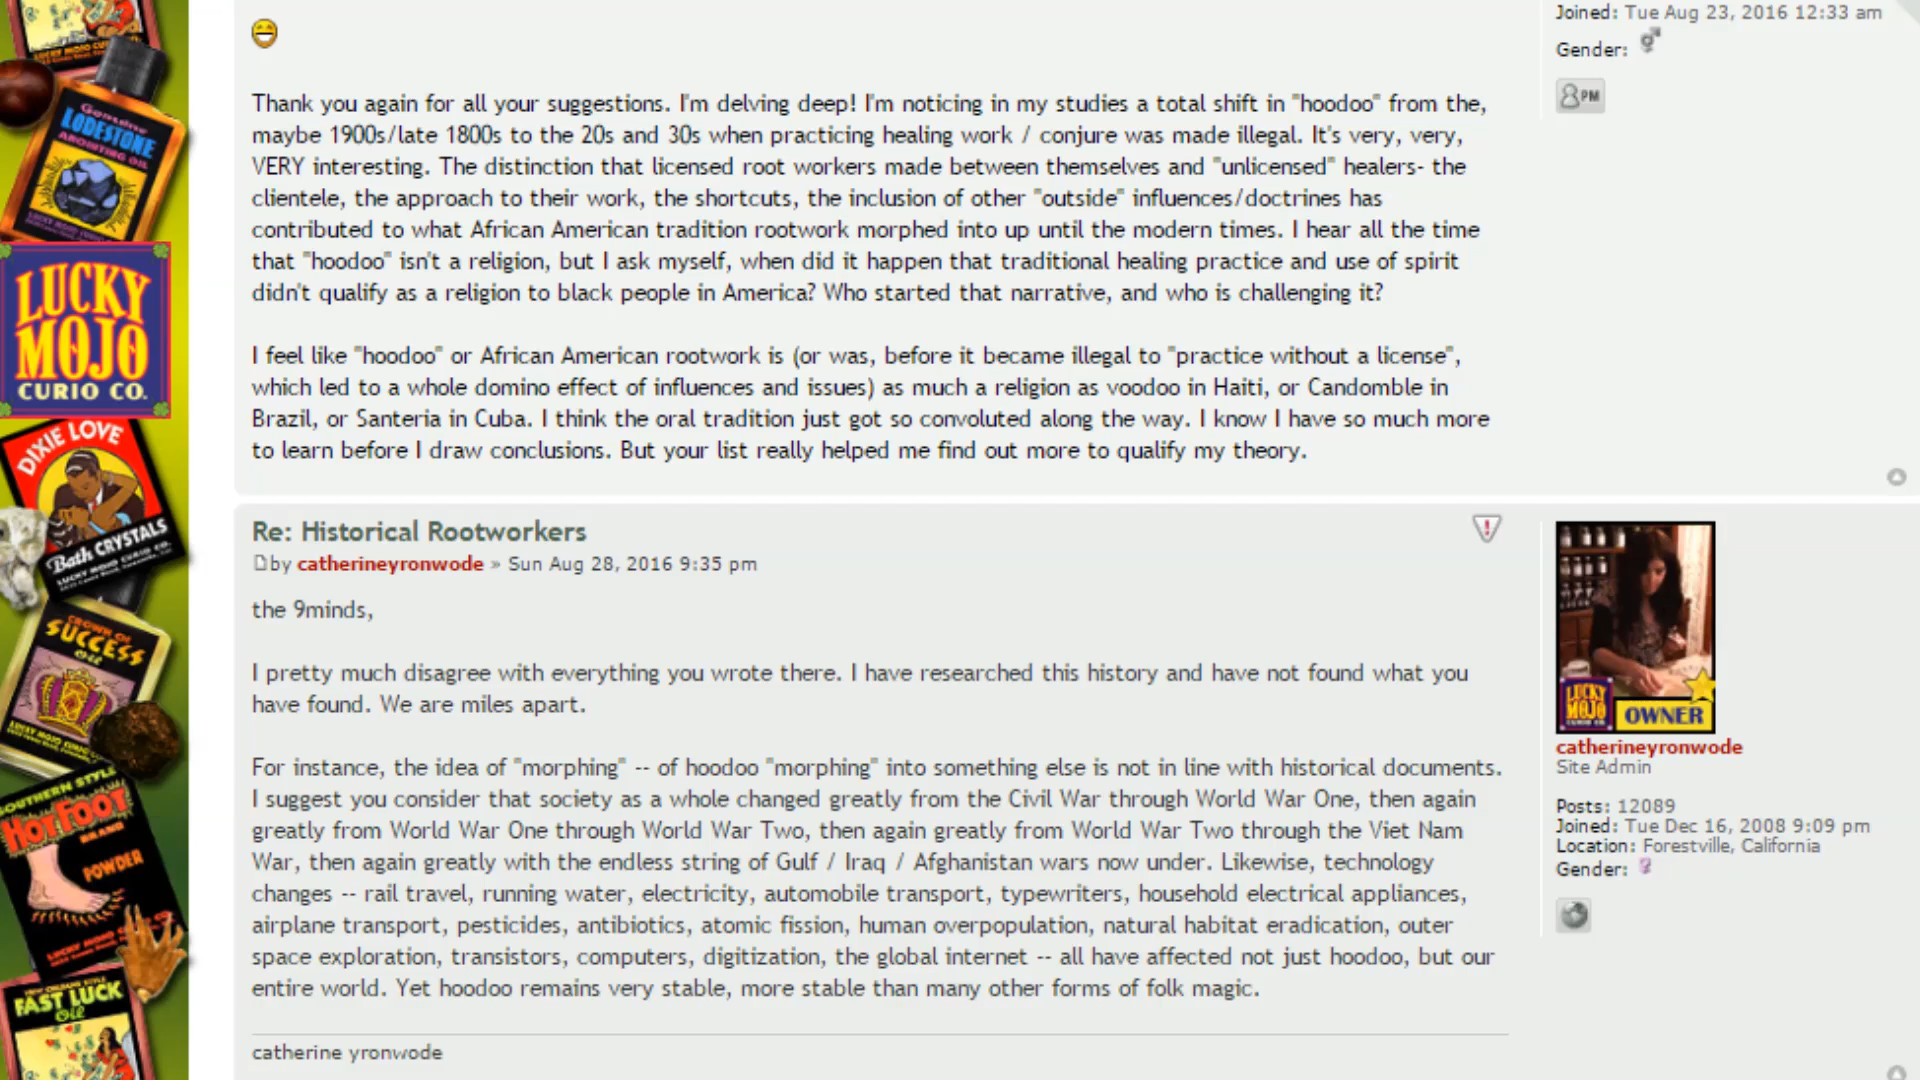 Joined: Tue Aug 23, 2016 12:33 am
Gender:
PM
Thank you again for all your suggestions. I'm delving deep! I'm noticing in my studies a total shift in "hoodoo" from the,
maybe 1900s/late 1800s to the 20s and 30s when practicing healing work / conjure was made illegal. It's very, very,
VERY interesting. The distinction that licensed root workers made between themselves and "unlicensed" healers- the
clientele, the approach to their work, the shortcuts, the inclusion of other "outside" influences/doctrines has
contributed to what African American tradition rootwork morphed into up until the modern times. I hear all the time
that "hoodoo" isn't a religion, but I ask myself, when did it happen that traditional healing practice and use of spirit
didn't qualify as a religion to black people in America? Who started that narrative, and who is challenging it?
I feel like "hoodoo" or African American rootwork is (or was, before it became illegal to "practice without a license",
which led to a whole domino effect of influences and issues) as much a religion as voodoo in Haiti, or Candomble in
Brazil, or Santeria in Cuba. I think the oral tradition just got so convoluted along the way. I know I have so much more
to learn before I draw conclusions. But your list really helped me find out more to qualify my theory.
Re: Historical Rootworkers
by catherineyronwode » Sun Aug 28, 2016 9:35 pm
the 9minds,
I pretty much disagree with everything you wrote there. I have researched this history and have not found what you
have found. We are miles apart.
For instance, the idea of "morphing" -- of hoodoo "morphing" into something else is not in line with historical documents.
I suggest you consider that society as a whole changed greatly from the Civil War through World War One, then again
greatly from World War One through World War Two, then again greatly from World War Two through the Viet Nam
War, then again greatly with the endless string of Gulf / Iraq / Afghanistan wars now under. Likewise, technology
changes -- rail travel, running water, electricity, automobile transport, typewriters, household electrical appliances,
airplane transport, pesticides, antibiotics, atomic fission, human overpopulation, natural habitat eradication, outer
space exploration, transistors, computers, digitization, the global internet -- all have affected not just hoodoo, but our
entire world. Yet hoodoo remains very stable, more stable than many other forms of folk magic.
catherine yronwode
LUCKY
MOJO
OWNER
catherineyronwode
Site Admin
Posts: 12089
Joined: Tue Dec 16, 2008 9:09 pm
Location: Forestville, California
Gender:
Genuine
LODESTONE
ANOINTING OIL
LUCKY
MOJO
CURIO CO.
DIXIE LOVE
Bath CRYSTALS
LUCKY MOJO CURIO CO.
CROWN OF
SUCCESS
Oil
LUCKY MOJO CURIO CO.
SOUTHERN STYLE
HOT FOOT
BRAND
POWDER
FAST LUCK
Oil